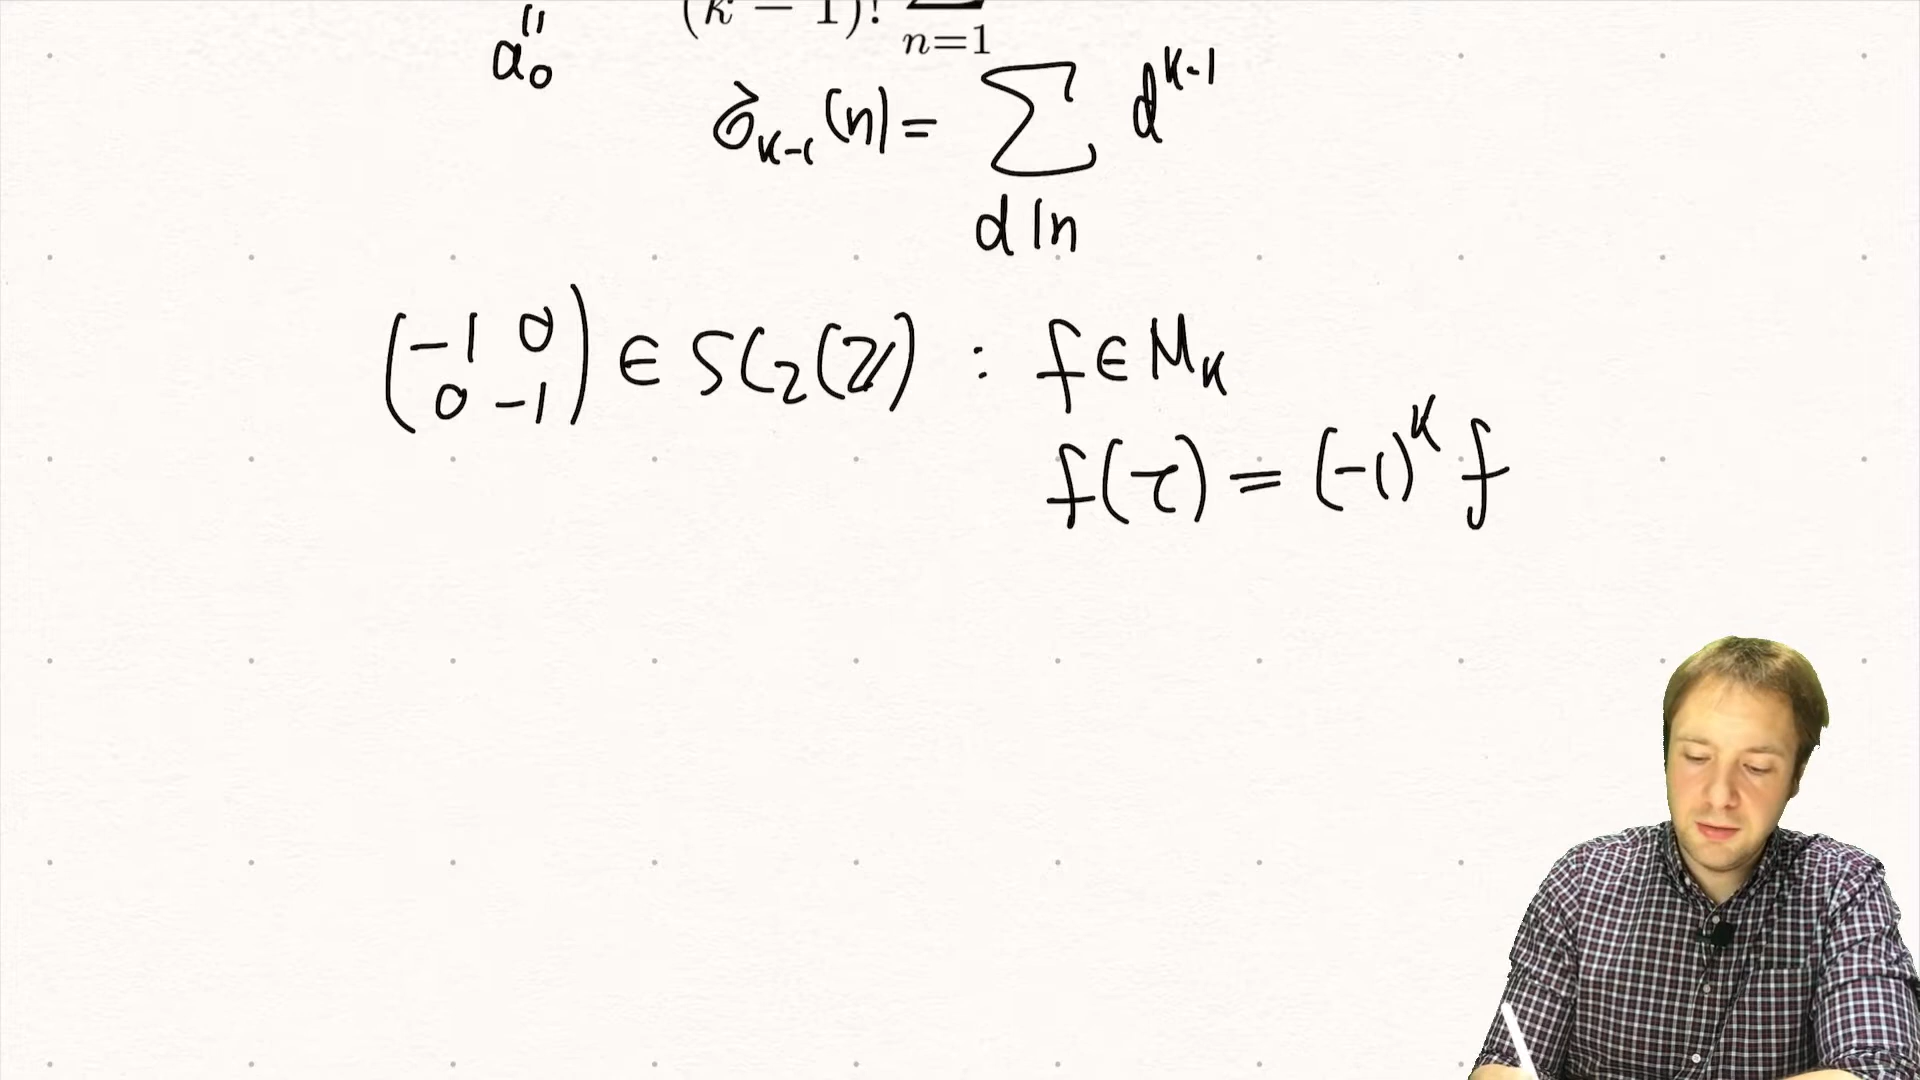 a₀ " (k − 1)! ∑ n=1
σ_{k-1}(n) = ∑_{d|n} d^{k-1}
(-1 0 0 -1) ∈ SL₂(ℤ) : f ∈ M_k
f(τ) = (-1)^k f